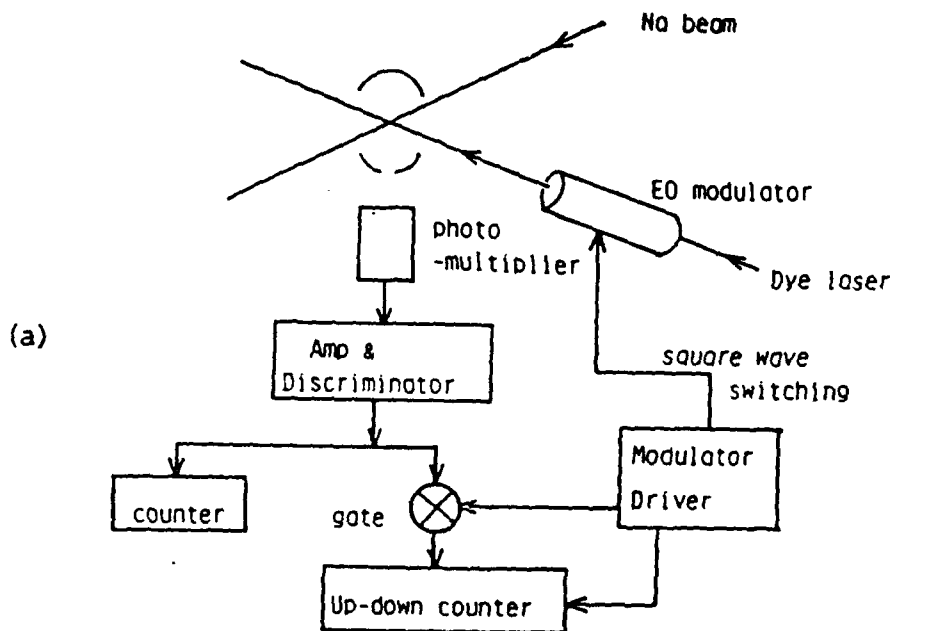 Na beam
EO modulator
photo
-multiplier
Dye laser
(a)
Amp &
Discriminator
square wave
switching
Modulator
Driver
counter
gate
Up-down counter